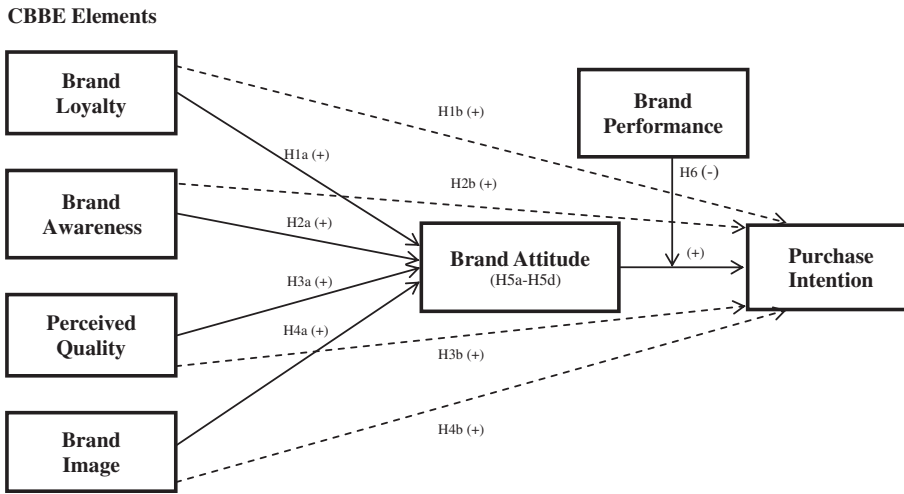 CBBE Elements
Brand
Loyalty
H1b (+)
Brand
Performance
H1a (+)
H6 (-)
H2b (+)
Brand
Awareness
H2a (+)
Brand Attitude
(H5a-H5d)
(+)
Purchase
Intention
H3a (+)
Perceived
Quality
H4a (+)
H3b (+)
H4b (+)
Brand
Image